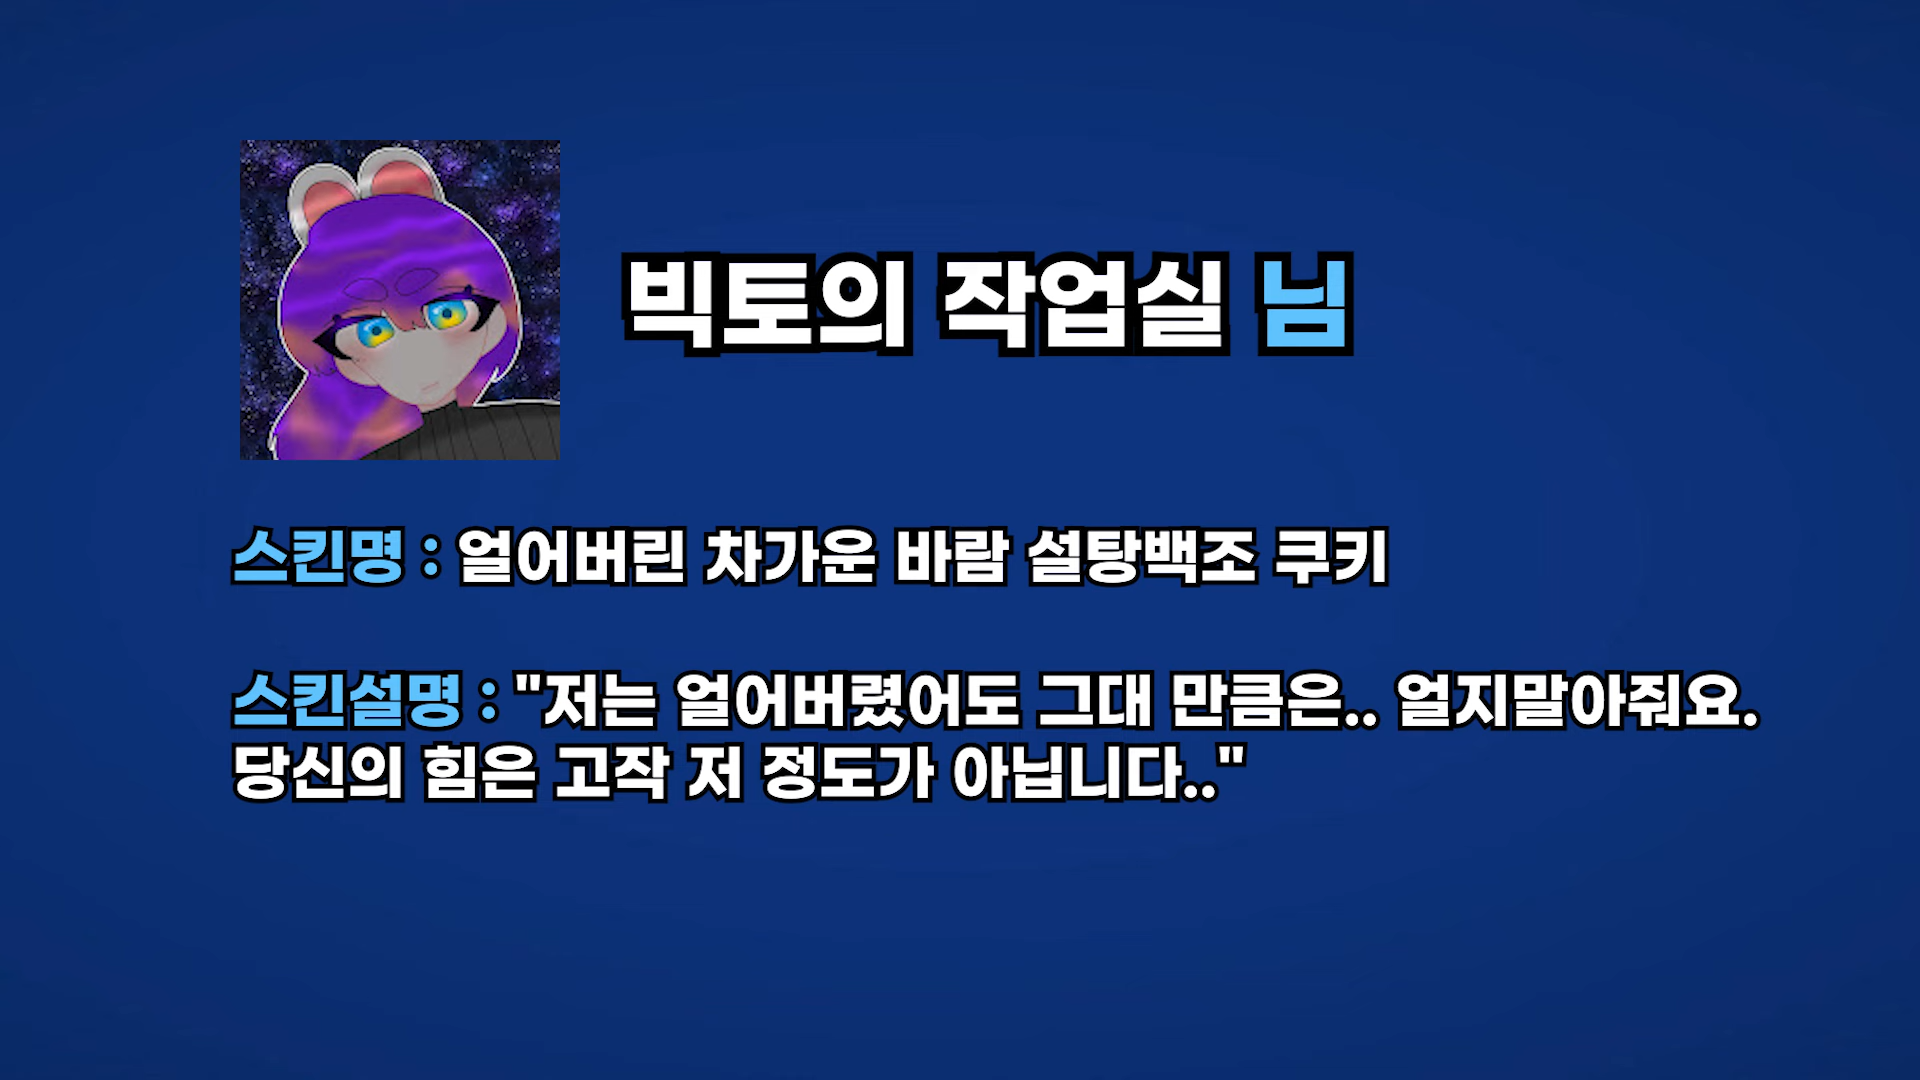 빅토의 작업실 님
스킨명 : 얼어버린 차가운 바람 설탕백조 쿠키
스킨설명 : "저는 얼어버렸어도 그대 만큼은.. 얼지말아줘요.
당신의 힘은 고작 저 정도가 아닙니다.."